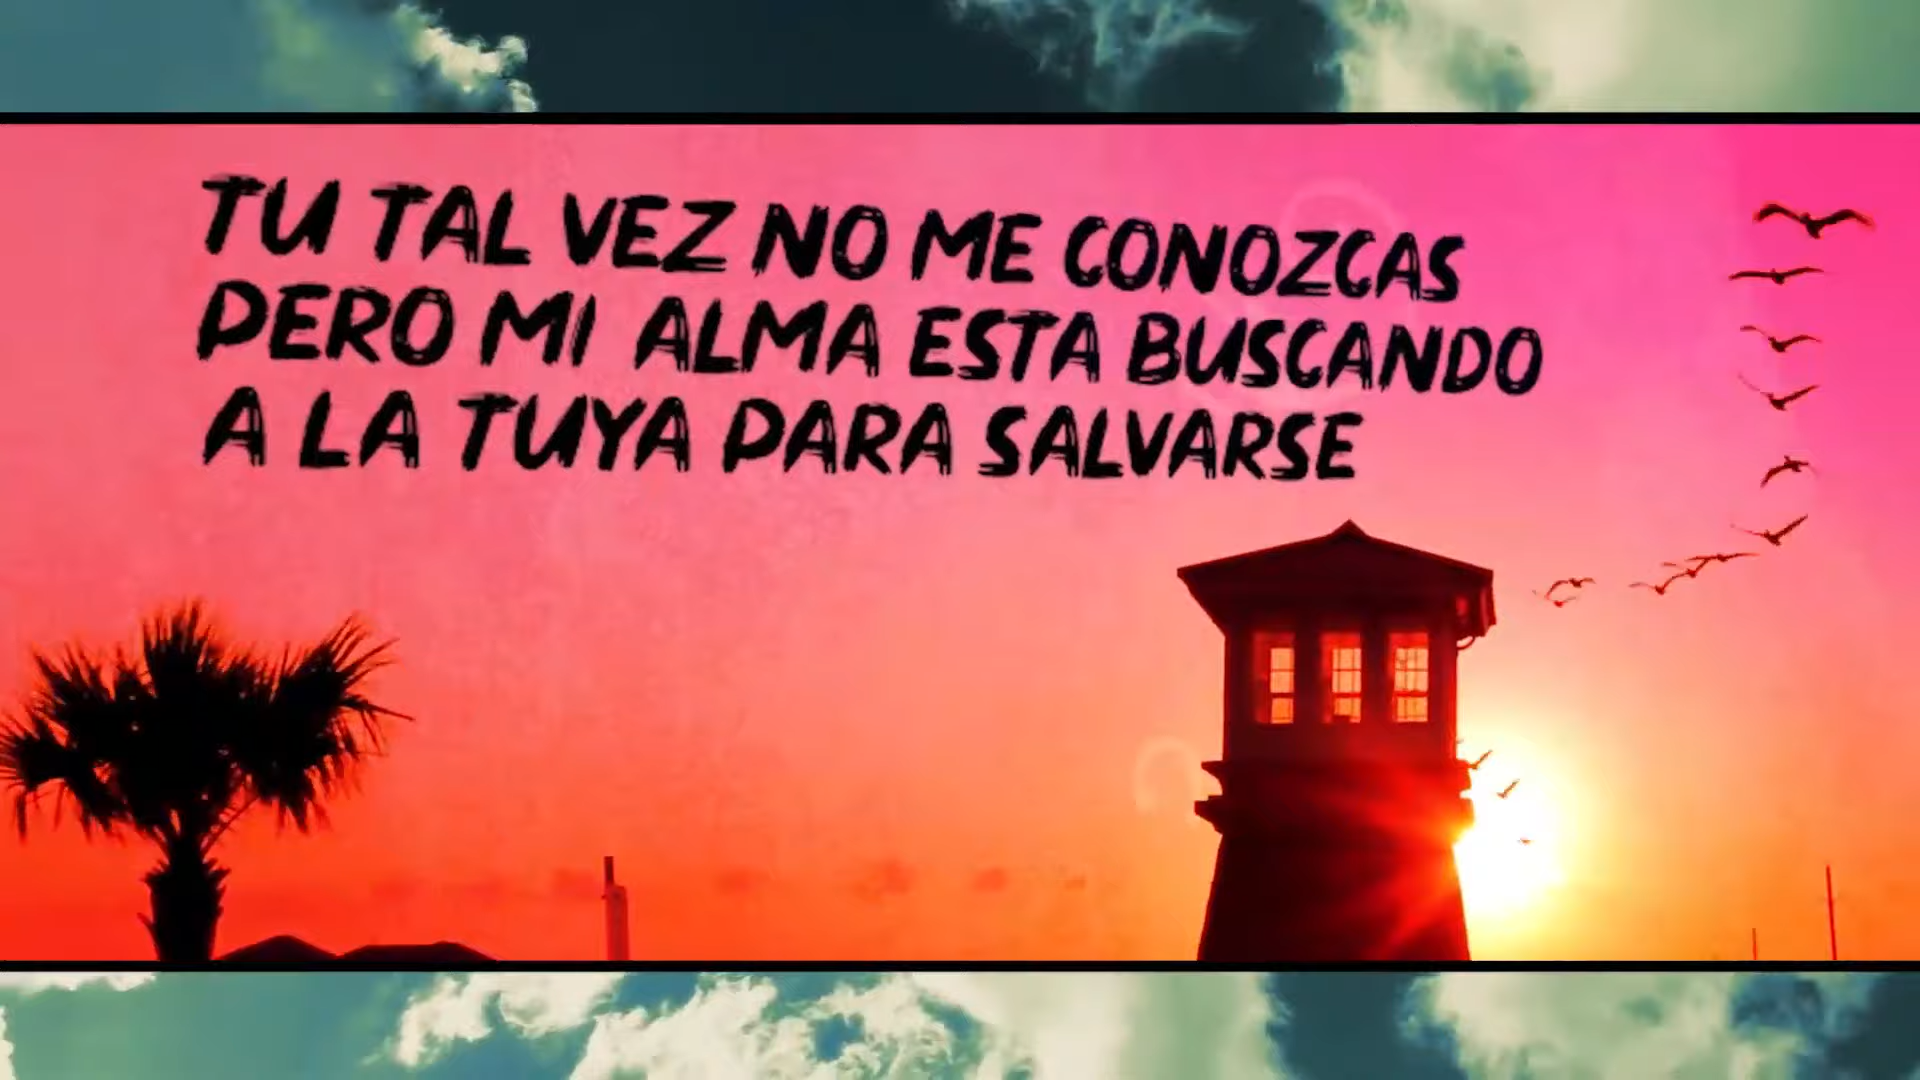 TU TAL VEZ NO ME CONOZCAS
PERO MI ALMA ESTA BUSCANDO
A LA TUYA PARA SALVARSE